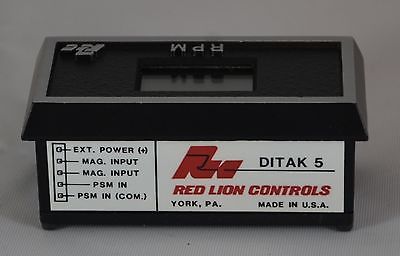 RPM
EXT. POWER (+)
MAG. INPUT
MAG. INPUT
PSM IN
PSM IN (COM.)
DITAK 5
RED LION CONTROLS
YORK, PA. MADE IN U.S.A.